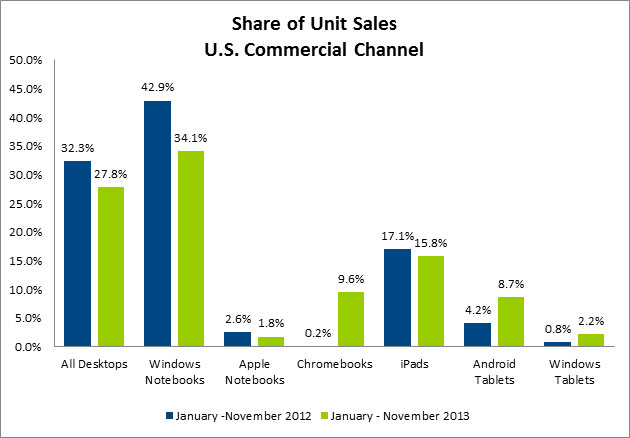 Share of Unit Sales
U.S. Commercial Channel
50.0%
45.0%
40.0%
35.0%
30.0%
25.0%
20.0%
15.0%
10.0%
5.0%
0.0%
32.3%
27.8%
42.9%
34.1%
2.6%
1.8%
0.2%
9.6%
17.1%
15.8%
4.2%
8.7%
0.8%
2.2%
All Desktops
Windows
Notebooks
Apple
Notebooks
Chromebooks
iPads
Android
Tablets
Windows
Tablets
January -November 2012
January - November 2013